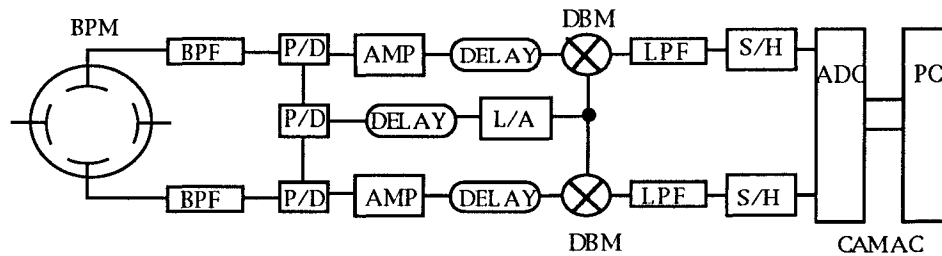 BPM
BPF
P/D
AMP
DELAY
DBM
LPF
S/H
ADC
PC
P/D
DELAY
L/A
BPF
P/D
AMP
DELAY
DBM
LPF
S/H
CAMAC